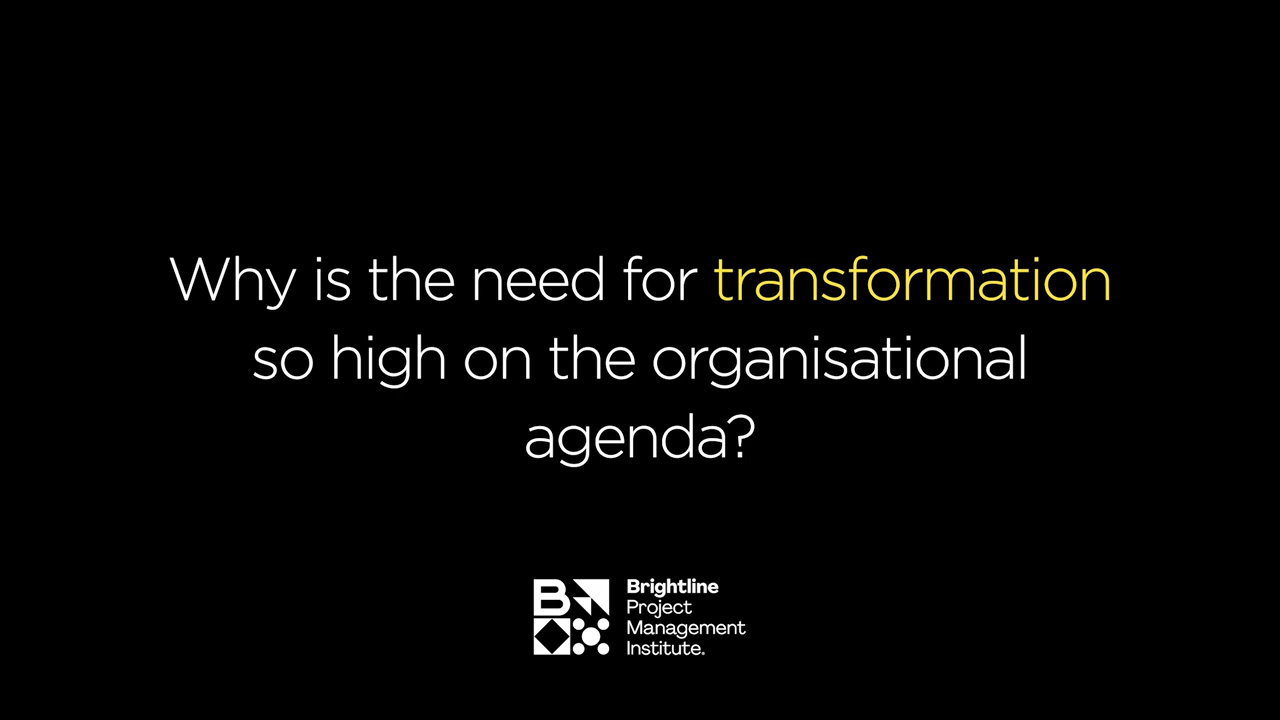 Why is the need for transformation
so high on the organisational
agenda?
B
Brightline
Project
Management
Institute.